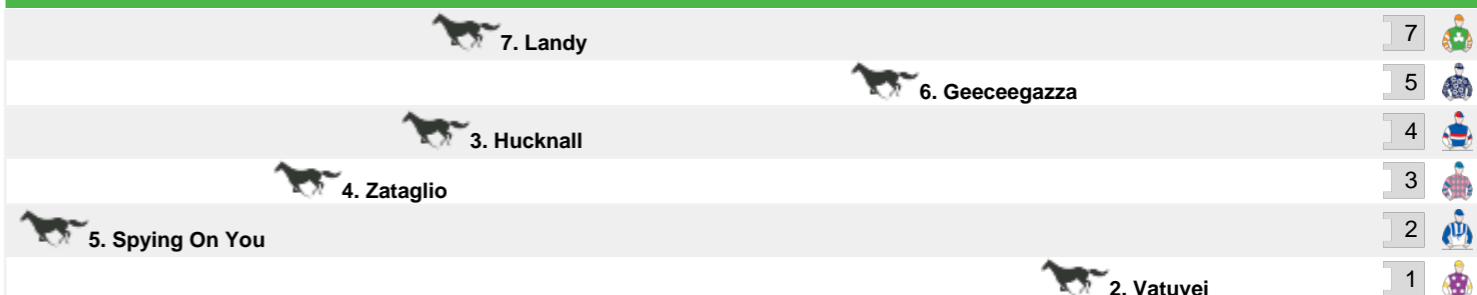 7. Landy 7
6. Geeceegazza 5
3. Hucknall 4
4. Zataglio 3
5. Spying On You 2
2. Vatuvei 1